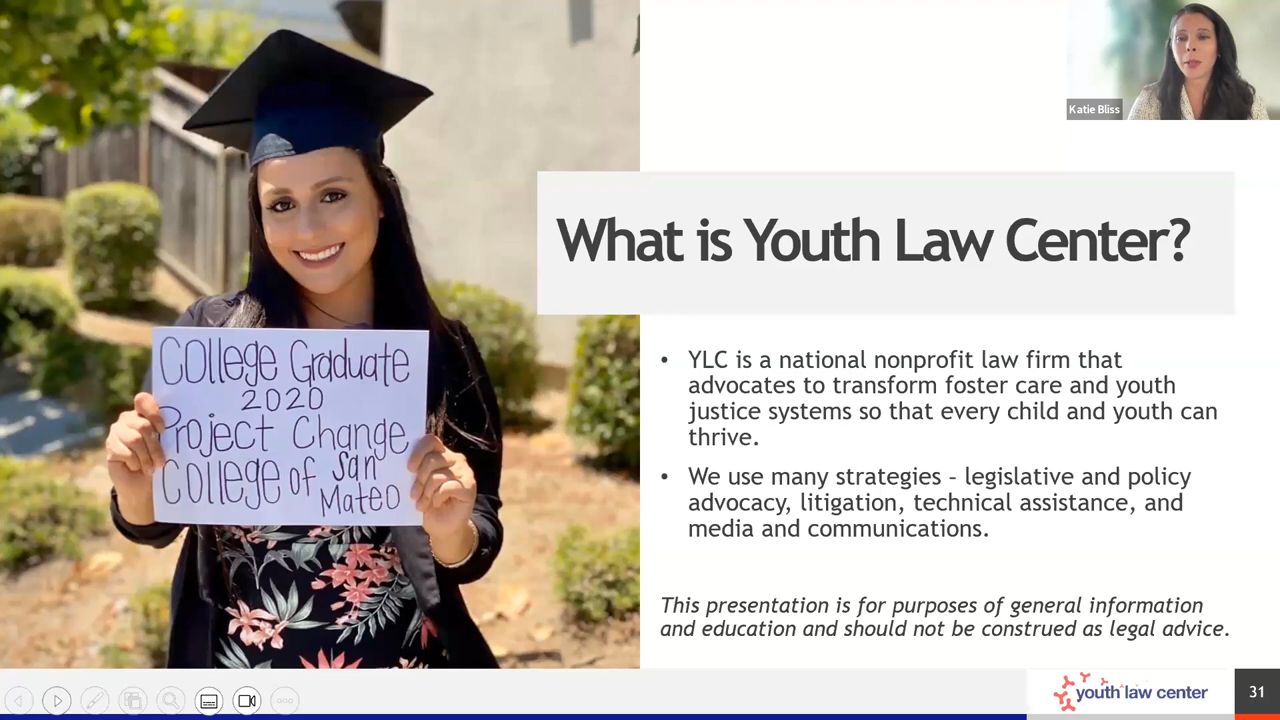 Katie Bliss
What is Youth Law Center?
College Graduate
2020
Project Change
College of San
Mateo
• YLC is a national nonprofit law firm that
advocates to transform foster care and youth
justice systems so that every child and youth can
thrive.
• We use many strategies – legislative and policy
advocacy, litigation, technical assistance, and
media and communications.
This presentation is for purposes of general information
and education and should not be construed as legal advice.
youth law center
31